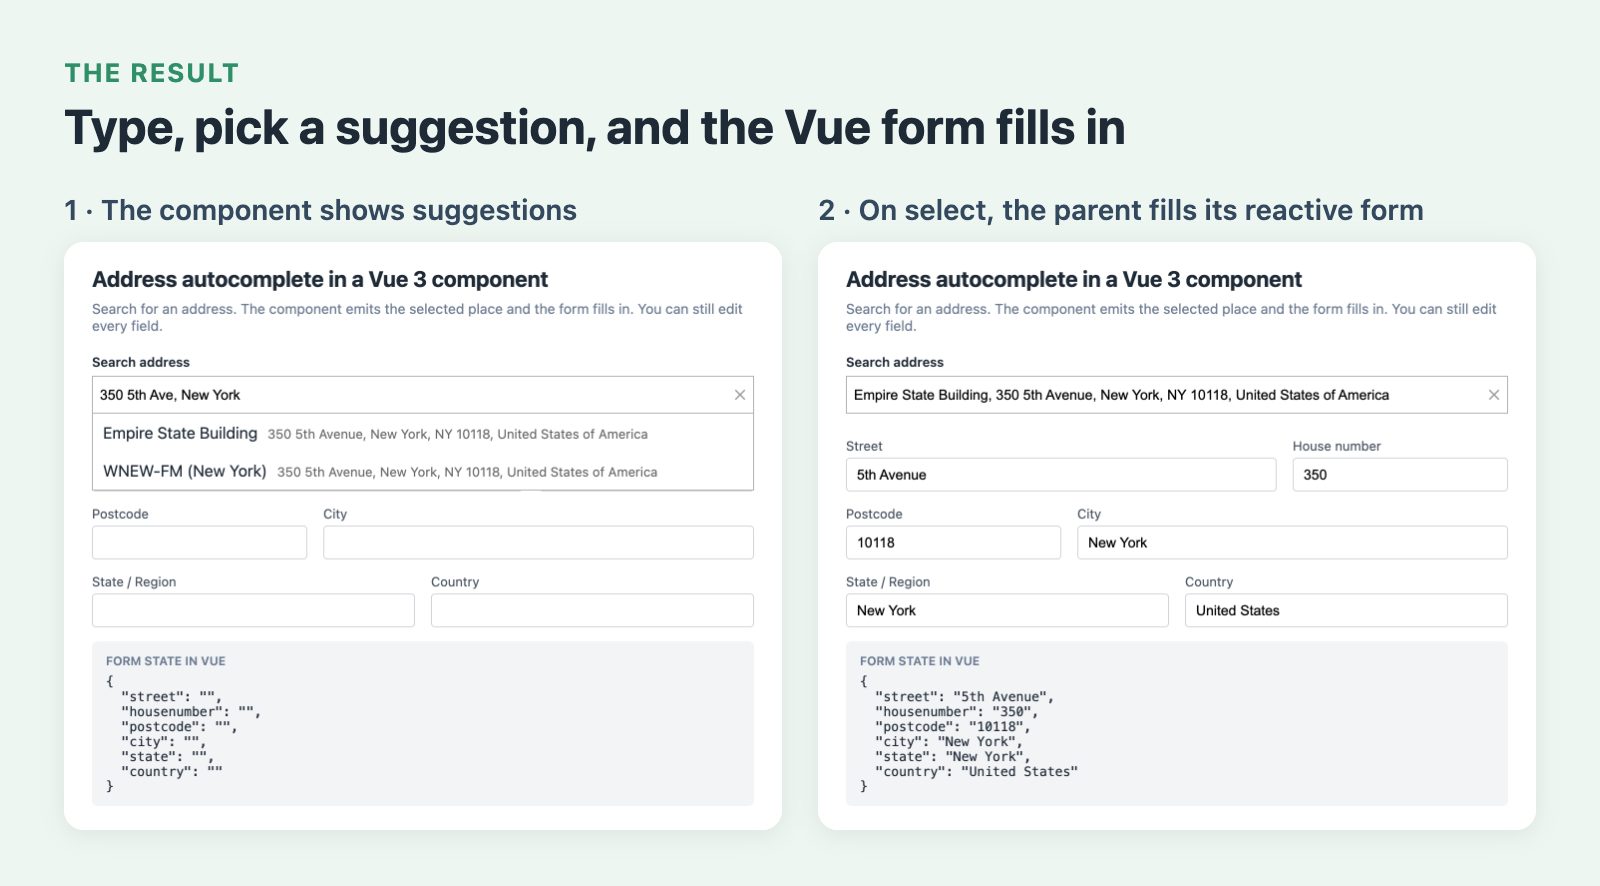 THE RESULT
Type, pick a suggestion, and the Vue form fills in
1 · The component shows suggestions
Address autocomplete in a Vue 3 component
Search for an address. The component emits the selected place and the form fills in. You can still edit
every field.
Search address
350 5th Ave, New York
Empire State Building 350 5th Avenue, New York, NY 10118, United States of America
WNEW-FM (New York) 350 5th Avenue, New York, NY 10118, United States of America
Postcode City
State / Region Country
FORM STATE IN VUE
{
"street": "",
"housenumber": "",
"postcode": "",
"city": "",
"state": "",
"country": ""
}
2 · On select, the parent fills its reactive form
Address autocomplete in a Vue 3 component
Search for an address. The component emits the selected place and the form fills in. You can still edit
every field.
Search address
Empire State Building, 350 5th Avenue, New York, NY 10118, United States of America
Street House number
5th Avenue 350
Postcode City
10118 New York
State / Region Country
New York United States
FORM STATE IN VUE
{
"street": "5th Avenue",
"housenumber": "350",
"postcode": "10118",
"city": "New York",
"state": "New York",
"country": "United States"
}